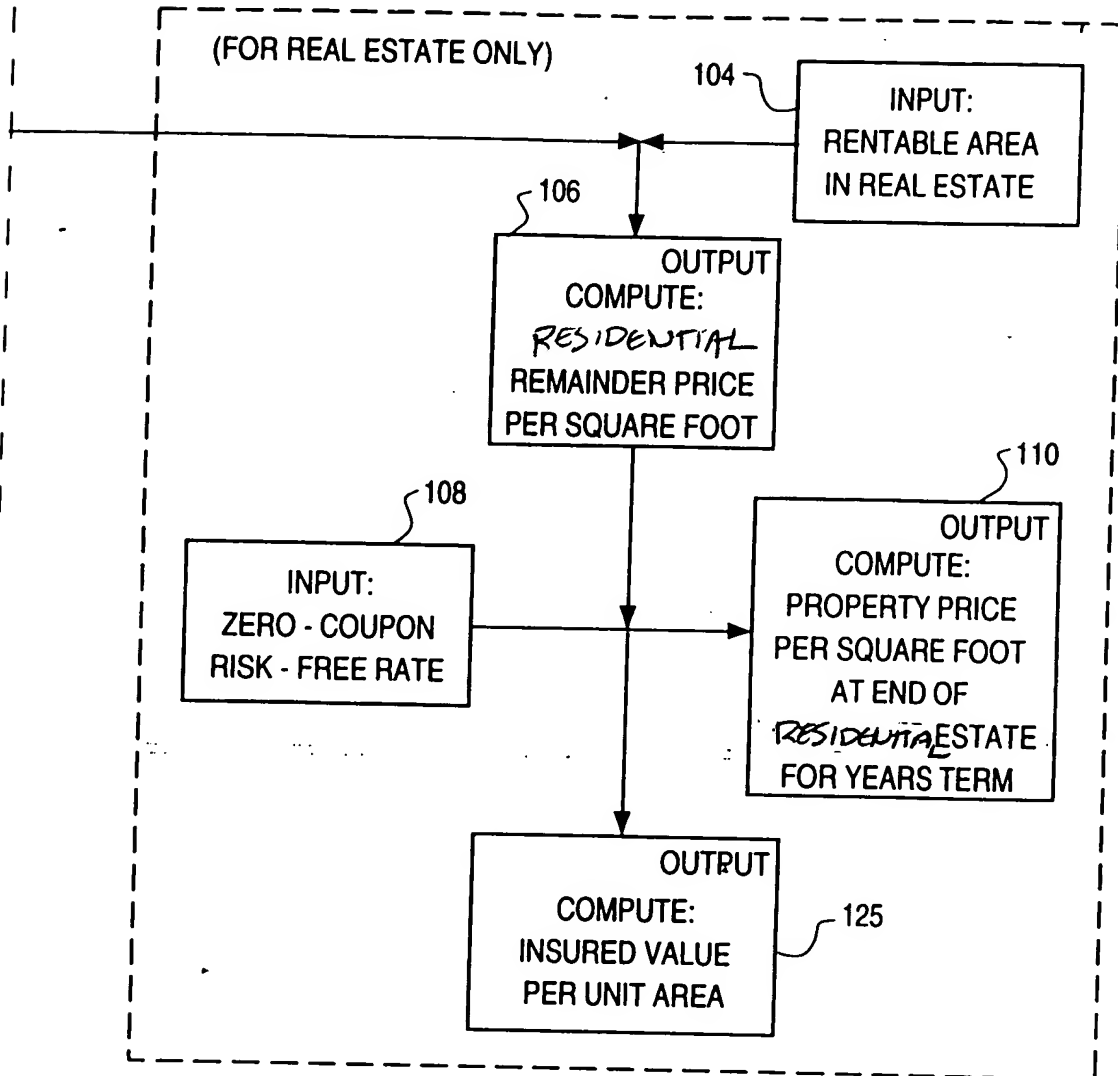 (FOR REAL ESTATE ONLY)
104
INPUT:
RENTABLE AREA
IN REAL ESTATE
106
OUTPUT
COMPUTE:
RESIDENTIAL
REMAINDER PRICE
PER SQUARE FOOT
108
INPUT:
ZERO - COUPON
RISK - FREE RATE
110
OUTPUT
COMPUTE:
PROPERTY PRICE
PER SQUARE FOOT
AT END OF
RESIDENTIAL ESTATE
FOR YEARS TERM
OUTPUT
COMPUTE:
INSURED VALUE
PER UNIT AREA
125